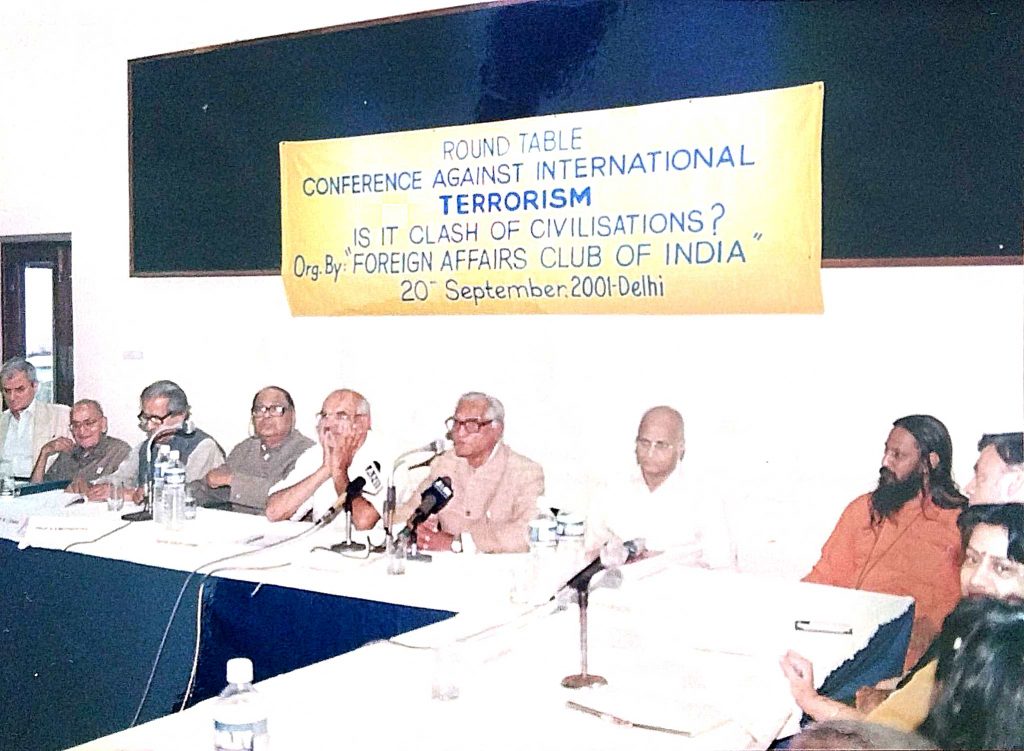 ROUND TABLE
CONFERENCE AGAINST INTERNATIONAL
TERRORISM
IS IT CLASH OF CIVILISATIONS?
Org. By: "FOREIGN AFFAIRS CLUB OF INDIA"
20ᵀᴴ September, 2001-Delhi